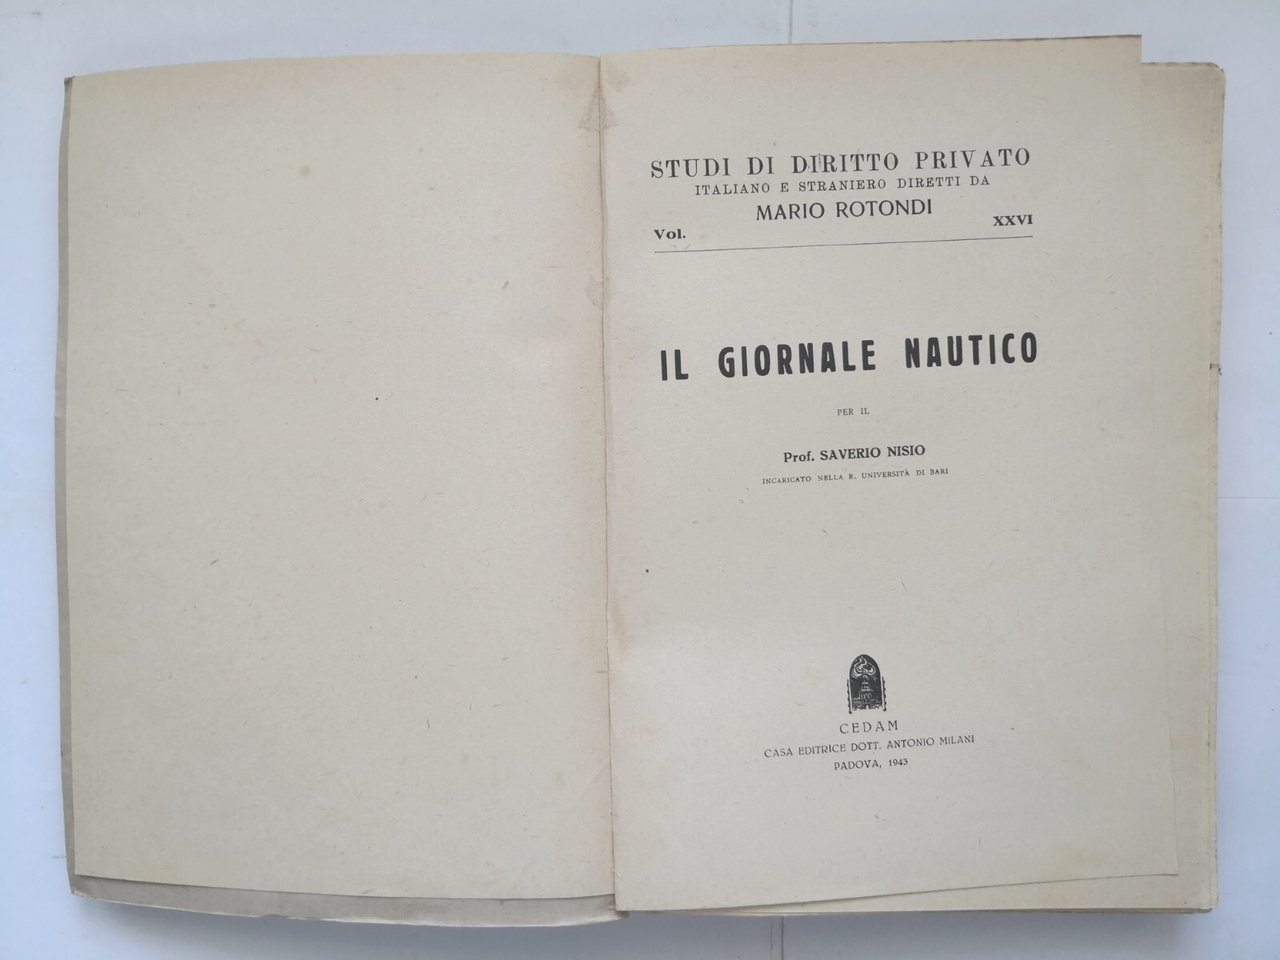 STUDI DI DIRITTO PRIVATO
ITALIANO E STRANIERO DIRETTI DA
MARIO ROTONDI
Vol. XXVI
IL GIORNALE NAUTICO
PER IL
Prof. SAVERIO NISIO
INCARICATO NELLA R. UNIVERSITÀ DI BARI
CEDAM
CASA EDITRICE DOTT. ANTONIO MILANI
PADOVA, 1943